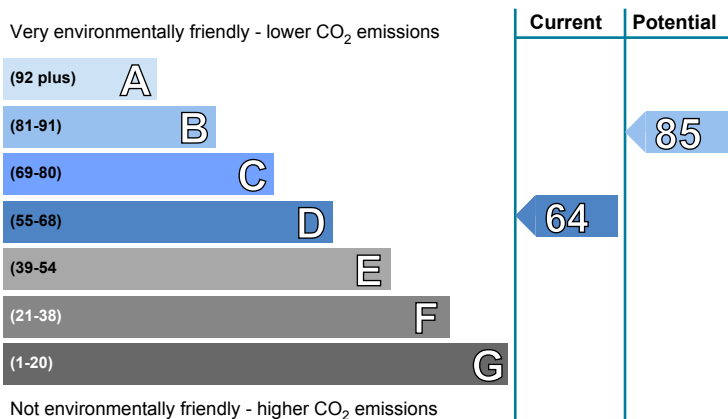 Current Potential
Very environmentally friendly - lower CO2 emissions
(92 plus) A
(81-91) B 85
(69-80) C
(55-68) D 64
(39-54 E
(21-38) F
(1-20) G
Not environmentally friendly - higher CO2 emissions